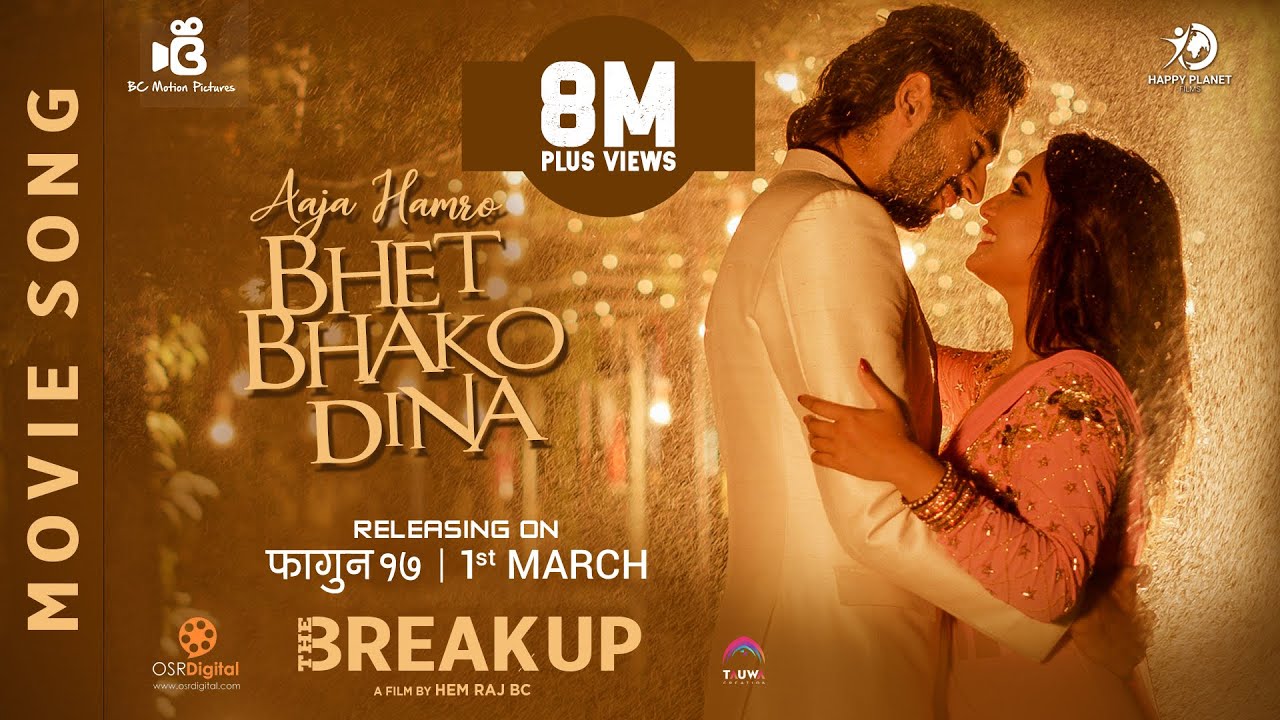 MOVIE SONG
BC Motion Pictures
8M
PLUS VIEWS
HAPPY PLANET
FILMS
Aaja Hamro
BHET
BHAKO
DINA
RELEASING ON
फागुन १७ | 1st MARCH
THE BREAKUP
A FILM BY HEM RAJ BC
OSRDigital
www.osrdigital.com
TAUWA
CREATION